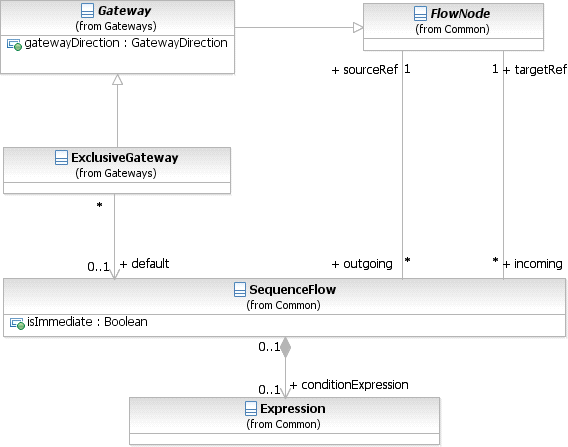 Gateway
(from Gateways)
gatewayDirection : GatewayDirection
FlowNode
(from Common)
+ sourceRef 1
1 + targetRef
ExclusiveGateway
(from Gateways)
*
0..1 + default
+ outgoing *
* + incoming
SequenceFlow
(from Common)
isImmediate : Boolean
0..1
0..1 + conditionExpression
Expression
(from Common)